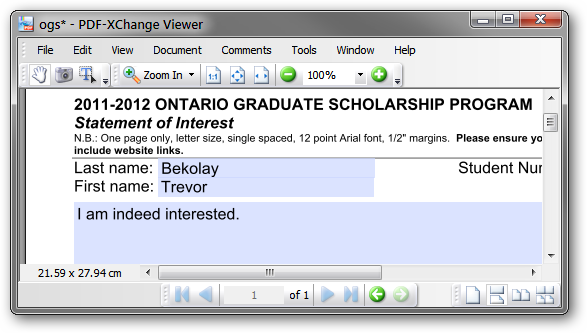 ogs* - PDF-XChange Viewer
File Edit View Document Comments Tools Window Help
Zoom In 1:1 100%
2011-2012 ONTARIO GRADUATE SCHOLARSHIP PROGRAM
Statement of Interest
N.B.: One page only, letter size, single spaced, 12 point Arial font, 1/2" margins. Please ensure yo
include website links.
Last name: Bekolay Student Nur
First name: Trevor
I am indeed interested.
21.59 x 27.94 cm
1 of 1